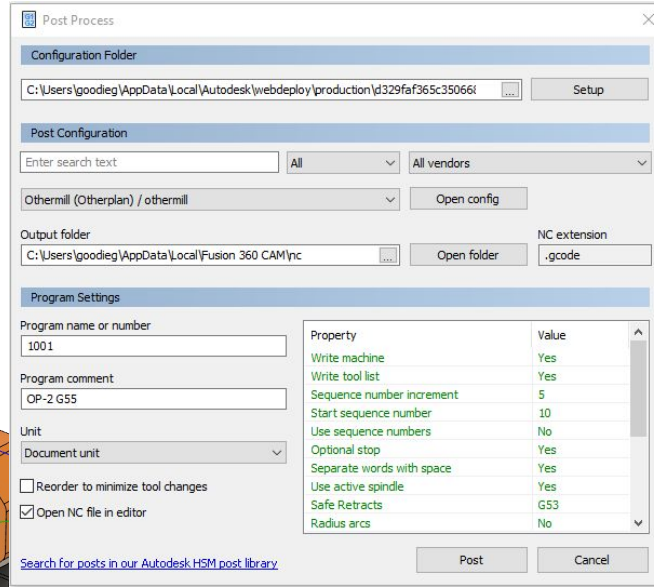 Post Process
Configuration Folder
C:\Users\goodieg\AppData\Local\Autodesk\webdeploy\production\d329faf365c35066
... Setup
Post Configuration
Enter search text All All vendors
Othermill (Otherplan) / othermill Open config
Output folder NC extension
C:\Users\goodieg\AppData\Local\Fusion 360 CAM\nc ... Open folder .gcode
Program Settings
Program name or number
1001
Program comment
OP-2 G55
Unit
Document unit
Reorder to minimize tool changes
Open NC file in editor
Property Value
Write machine Yes
Write tool list Yes
Sequence number increment 5
Start sequence number 10
Use sequence numbers No
Optional stop Yes
Separate words with space Yes
Use active spindle Yes
Safe Retracts G53
Radius arcs No
Search for posts in our Autodesk HSM post library Post Cancel